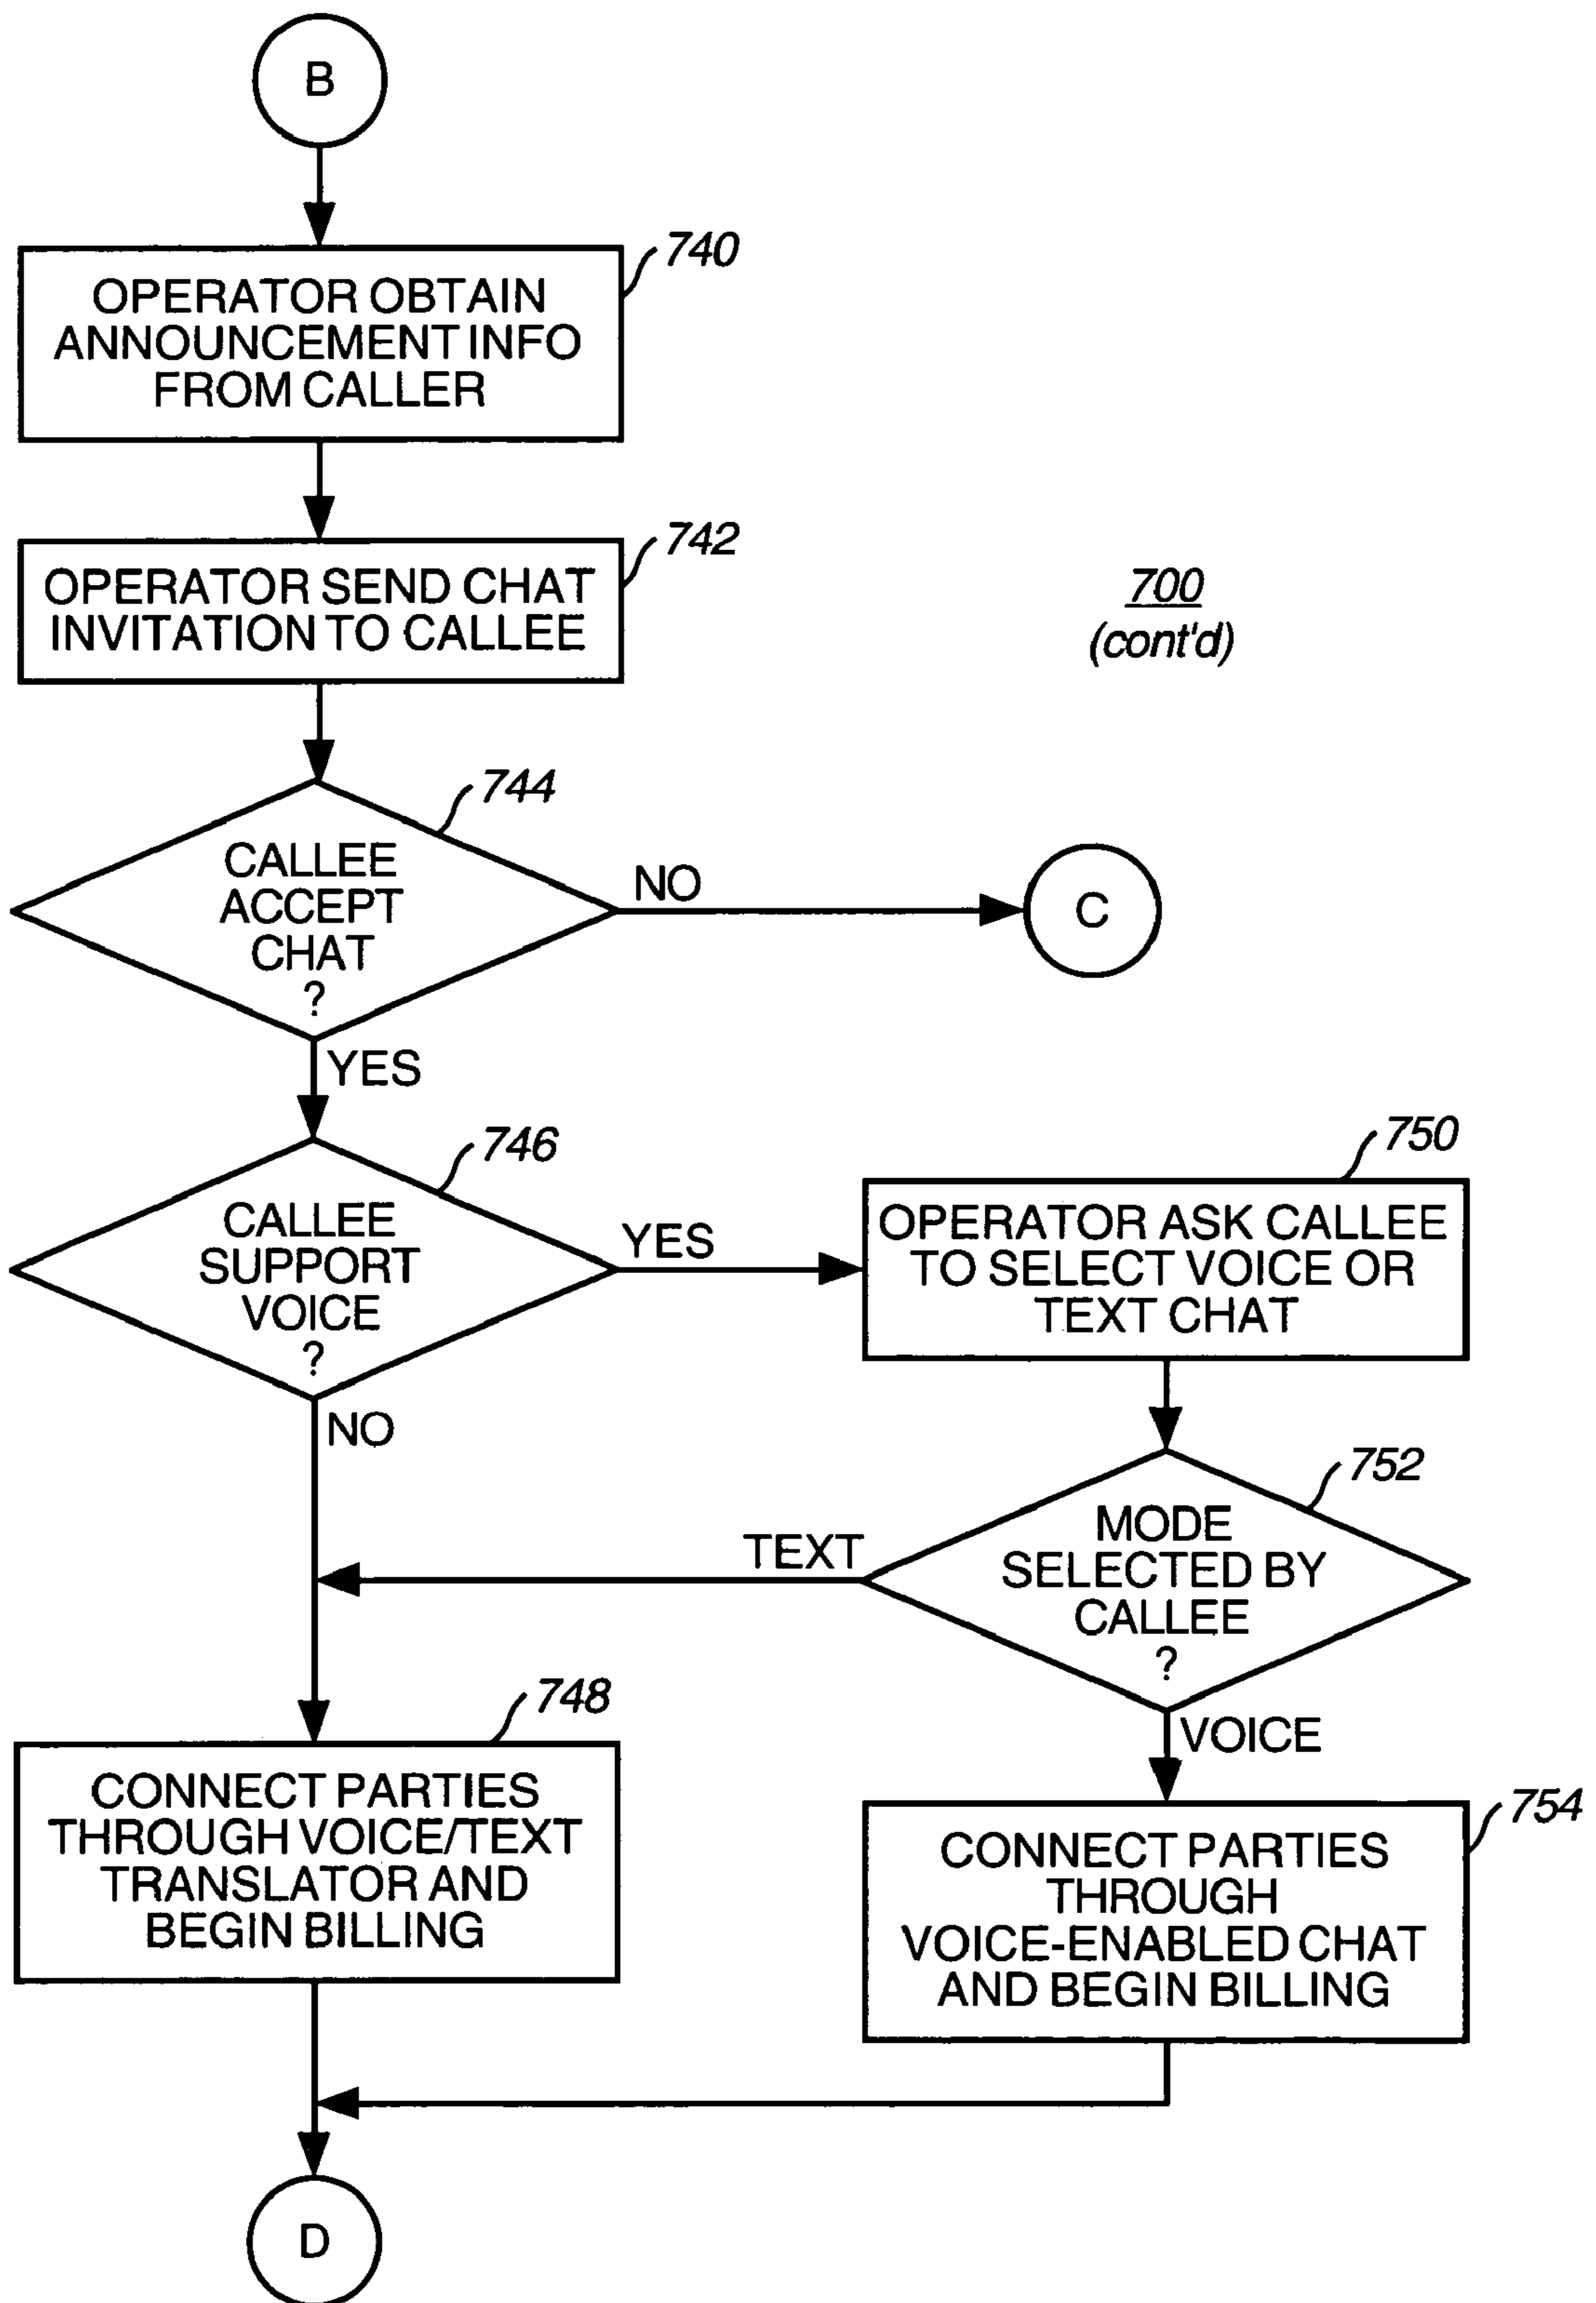 B
740
OPERATOR OBTAIN
ANNOUNCEMENT INFO
FROM CALLER
742
OPERATOR SEND CHAT
INVITATION TO CALLEE
700
(cont'd)
744
CALLEE
ACCEPT
CHAT
?
NO
C
YES
746
CALLEE
SUPPORT
VOICE
?
YES
750
OPERATOR ASK CALLEE
TO SELECT VOICE OR
TEXT CHAT
NO
752
MODE
SELECTED BY
CALLEE
?
TEXT
VOICE
748
CONNECT PARTIES
THROUGH VOICE/TEXT
TRANSLATOR AND
BEGIN BILLING
754
CONNECT PARTIES
THROUGH
VOICE-ENABLED CHAT
AND BEGIN BILLING
D